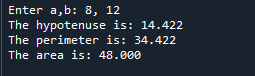 Enter a,b: 8, 12
The hypotenuse is: 14.422
The perimeter is: 34.422
The area is: 48.000